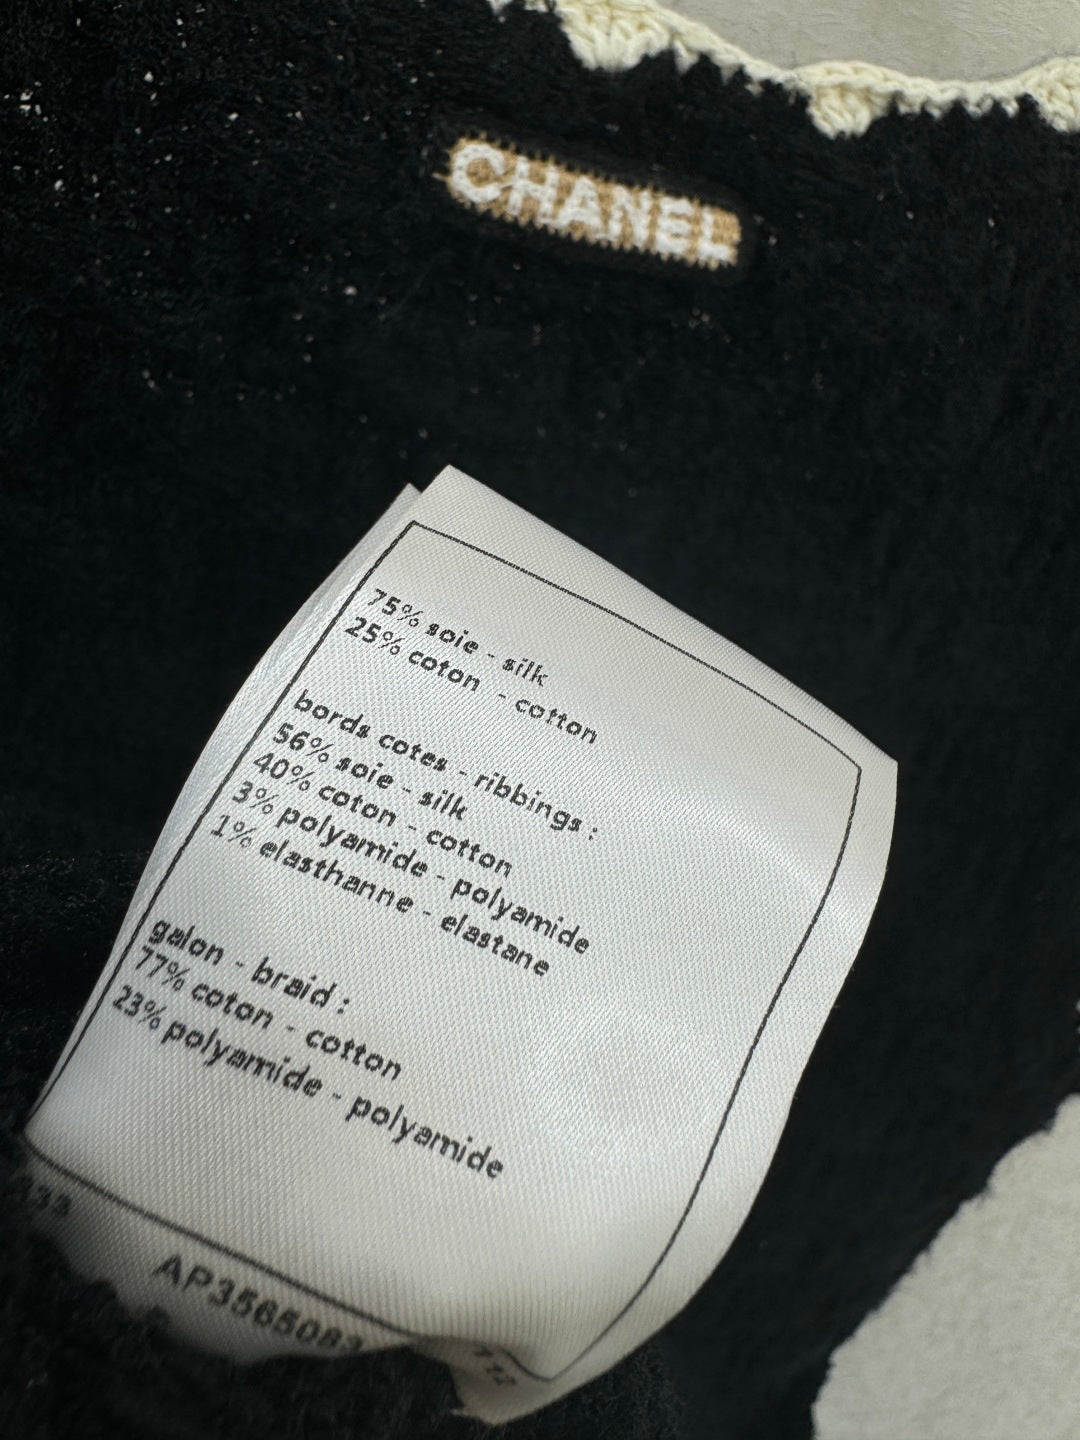 CHANEL
75% soie - silk
25% coton - cotton
bords cotes - ribbings :
56% soie - silk
40% coton - cotton
3% polyamide - polyamide
1% elasthanne - elastane
galon - braid :
77% coton - cotton
23% polyamide - polyamide